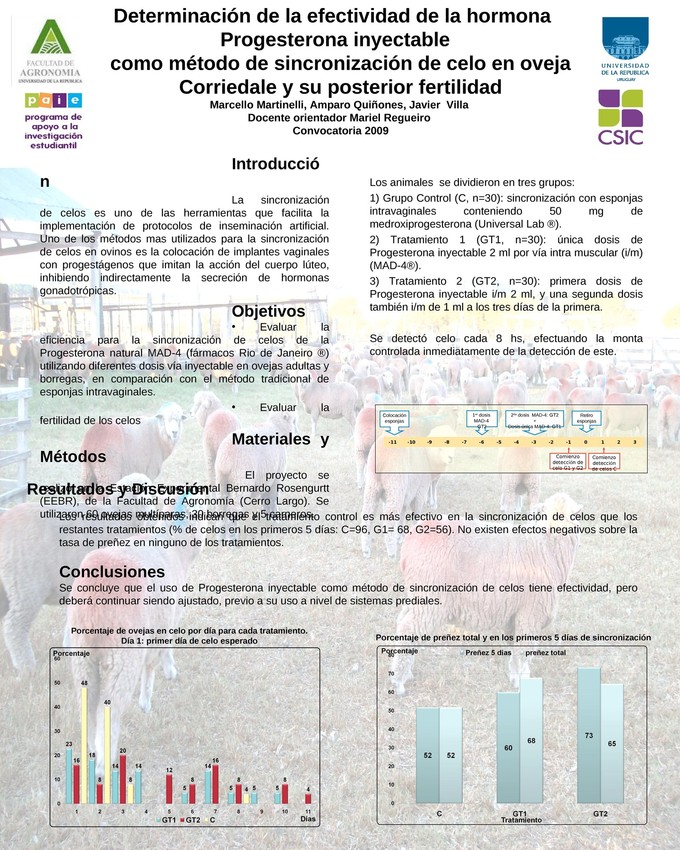 Determinación de la efectividad de la hormona
Progesterona inyectable
como método de sincronización de celo en oveja
Corriedale y su posterior fertilidad
Marcello Martinelli, Amparo Quiñones, Javier Villa
Docente orientador Mariel Regueiro
Convocatoria 2009
FACULTAD DE
AGRONOMIA
UNIVERSIDAD DE LA REPUBLICA
paie
programa de
apoyo a la
investigación
estudiantil
UNIVERSIDAD
DE LA REPUBLICA
URUGUAY
CSIC
Introducció
n
La sincronización
de celos es uno de las herramientas que facilita la
implementación de protocolos de inseminación artificial.
Uno de los métodos mas utilizados para la sincronización
de celos en ovinos es la colocación de implantes vaginales
con progestágenos que imitan la acción del cuerpo lúteo,
inhibiendo indirectamente la secreción de hormonas
gonadotrópicas.
Objetivos
• Evaluar la
eficiencia para la sincronización de celos de la
Progesterona natural MAD-4 (fármacos Rio de Janeiro ®)
utilizando diferentes dosis vía inyectable en ovejas adultas y
borregas, en comparación con el método tradicional de
esponjas intravaginales.
• Evaluar la
fertilidad de los celos
Materiales y
Métodos
El proyecto se
realizó en la Estación Experimental Bernardo Rosengurtt
(EEBR), de la Facultad de Agronomía (Cerro Largo). Se
utilizaron 60 ovejas multíparas, 30 borregas y 5 carneros.
Los animales se dividieron en tres grupos:
1) Grupo Control (C, n=30): sincronización con esponjas
intravaginales conteniendo 50 mg de
medroxiprogesterona (Universal Lab ®).
2) Tratamiento 1 (GT1, n=30): única dosis de
Progesterona inyectable 2 ml por vía intra muscular (i/m)
(MAD-4®).
3) Tratamiento 2 (GT2, n=30): primera dosis de
Progesterona inyectable i/m 2 ml, y una segunda dosis
también i/m de 1 ml a los tres días de la primera.
Se detectó celo cada 8 hs, efectuando la monta
controlada inmediatamente de la detección de este.
Colocación
esponjas
1ra dosis
MAD-4
GT2
2da dosis MAD-4: GT2
+
Dosis única MAD-4: GT1
Retiro
esponjas
-11 -10 -9 -8 -7 -6 -5 -4 -3 -2 -1 0 1 2 3
Comienzo
detección de
celo G1 y G2
Comienzo
detección
de celos C
Resultados y Discusión
Los resultados obtenidos indican que el tratamiento control es más efectivo en la sincronización de celos que los
restantes tratamientos (% de celos en los primeros 5 días: C=96, G1= 68, G2=56). No existen efectos negativos sobre la
tasa de preñez en ninguno de los tratamientos.
Conclusiones
Se concluye que el uso de Progesterona inyectable como método de sincronización de celos tiene efectividad, pero
deberá continuar siendo ajustado, previo a su uso a nivel de sistemas prediales.
Porcentaje de ovejas en celo por día para cada tratamiento.
Día 1: primer día de celo esperado
Porcentaje
60
50
40
30
20
10
0
23 16 48
18 8 40
14 20 8
14
12
5 8
14 16
8 5 4 5
5 8
4
1 2 3 4 5 6 7 8 9 10 11
GT1 GT2 C
Dias
Porcentaje de preñez total y en los primeros 5 días de sincronización
Porcentaje
Preñez 5 dias preñez total
80
70
60
50
40
30
20
10
0
52 52
60 68
73 65
C GT1 GT2
Tratamiento